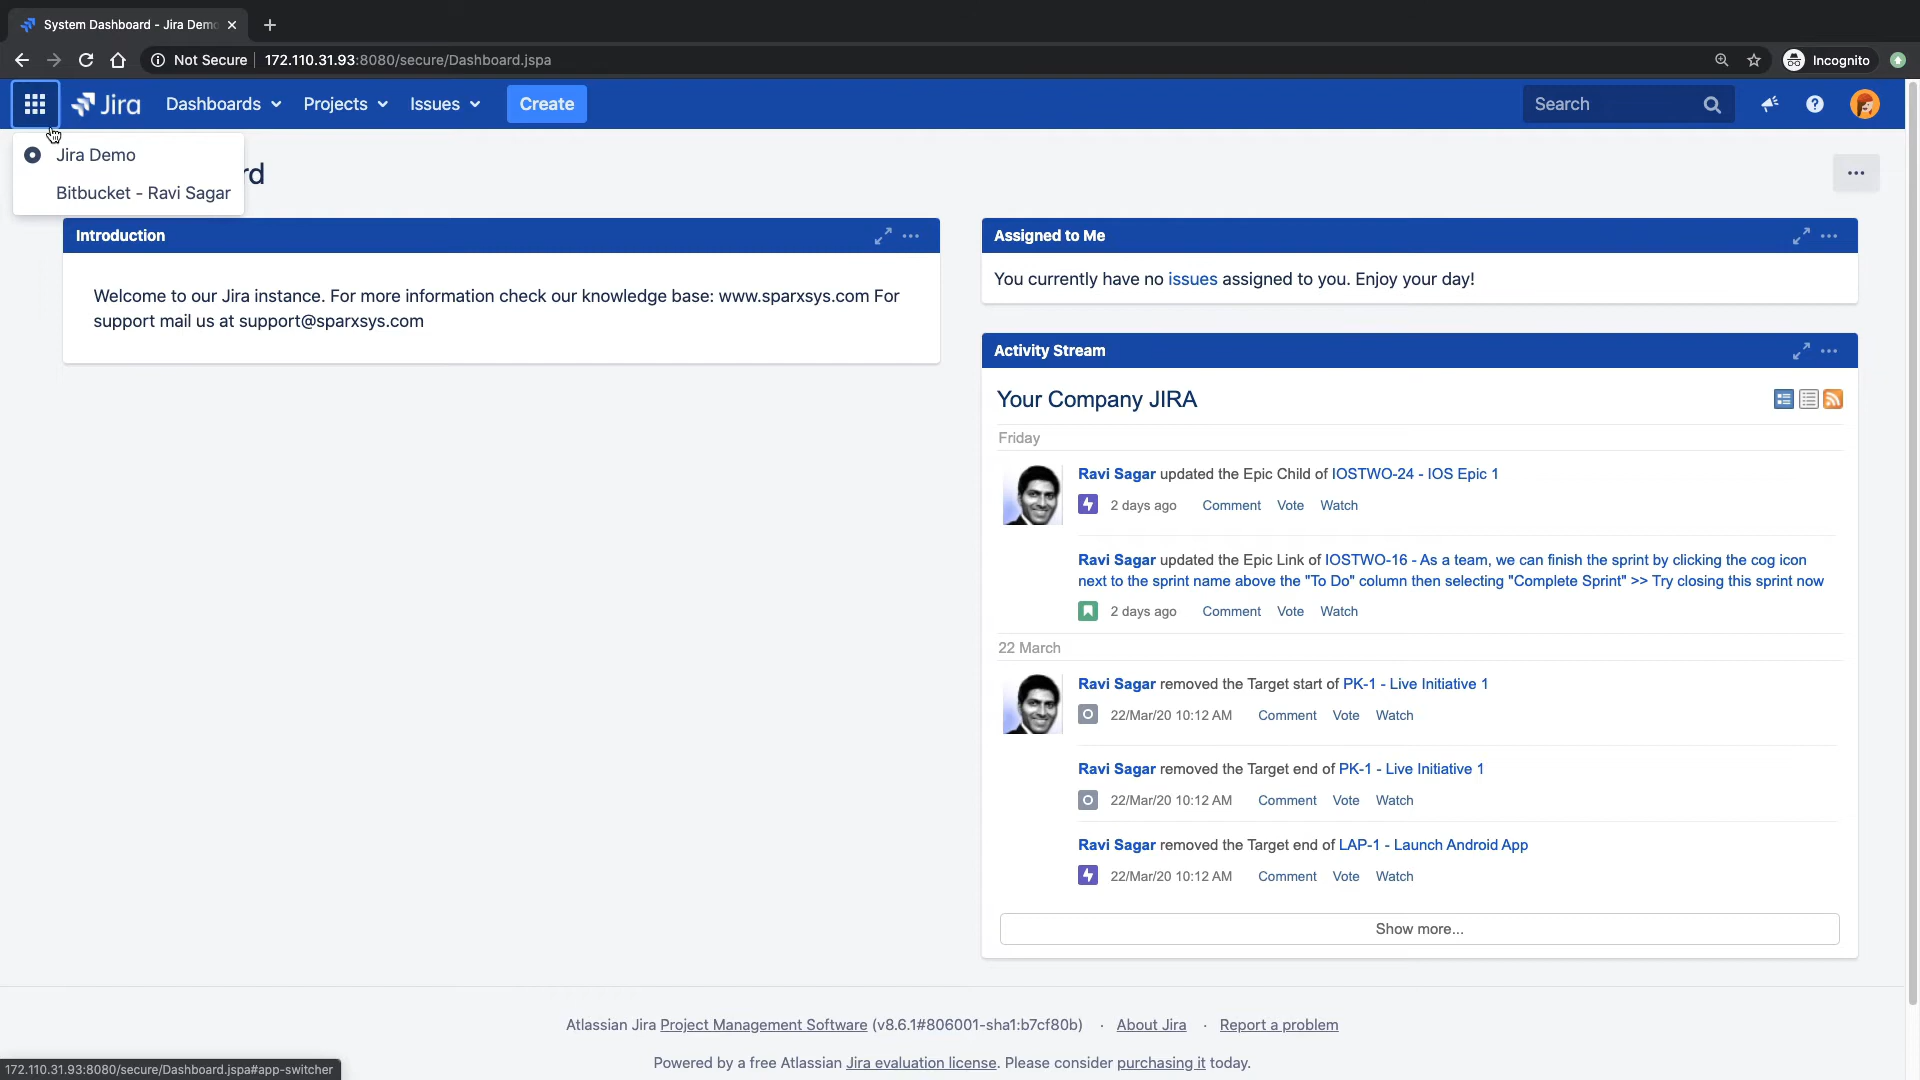 System Dashboard - Jira Demo
Not Secure
172.110.31.93:8080/secure/Dashboard.jspa
Incognito
Jira
Dashboards
Projects
Issues
Create
Search
Jira Demo
Bitbucket - Ravi Sagar
rd
Introduction
Welcome to our Jira instance. For more information check our knowledge base: www.sparxsys.com For
support mail us at support@sparxsys.com
Assigned to Me
You currently have no issues assigned to you. Enjoy your day!
Activity Stream
Your Company JIRA
Friday
Ravi Sagar updated the Epic Child of IOSTWO-24 - IOS Epic 1
2 days ago Comment Vote Watch
Ravi Sagar updated the Epic Link of IOSTWO-16 - As a team, we can finish the sprint by clicking the cog icon
next to the sprint name above the "To Do" column then selecting "Complete Sprint" >> Try closing this sprint now
2 days ago Comment Vote Watch
22 March
Ravi Sagar removed the Target start of PK-1 - Live Initiative 1
22/Mar/20 10:12 AM Comment Vote Watch
Ravi Sagar removed the Target end of PK-1 - Live Initiative 1
22/Mar/20 10:12 AM Comment Vote Watch
Ravi Sagar removed the Target end of LAP-1 - Launch Android App
22/Mar/20 10:12 AM Comment Vote Watch
Show more...
Atlassian Jira Project Management Software (v8.6.1#806001-sha1:b7cf80b) · About Jira · Report a problem
Powered by a free Atlassian Jira evaluation license. Please consider purchasing it today.
172.110.31.93:8080/secure/Dashboard.jspa#app-switcher